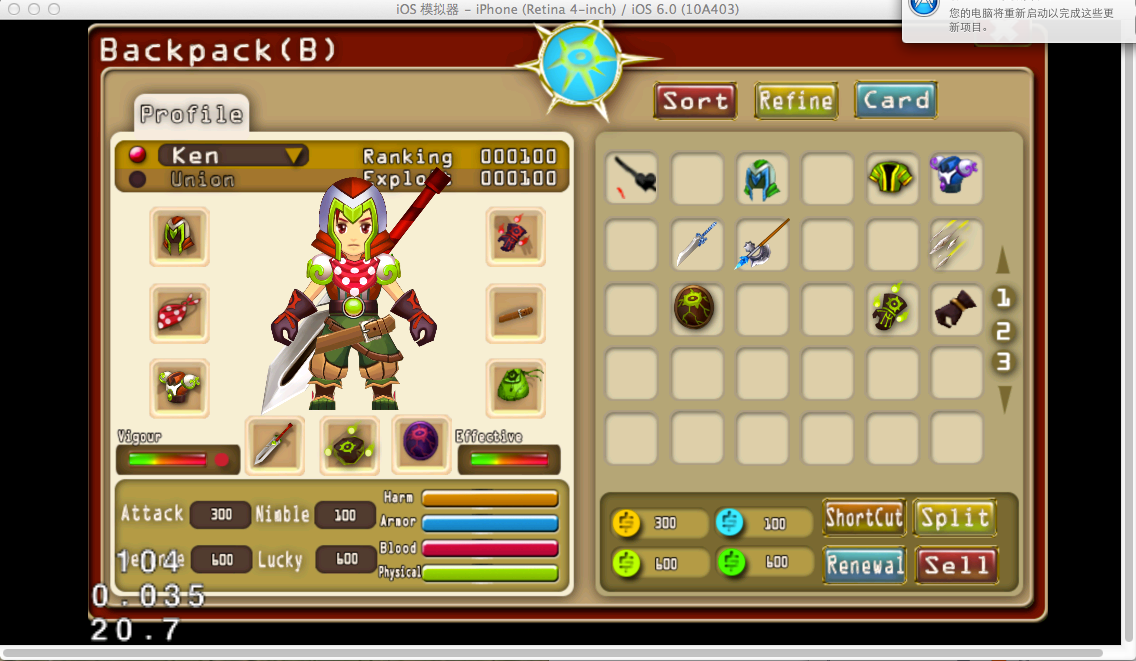 iOS 模拟器 – iPhone (Retina 4-inch) / iOS 6.0 (10A403)
您的电脑将重新启动以完成这些更
新项目。
Backpack(B)
Sort
Refine
Card
Profile
Ken
Ranking 000100
Union
000100
1
2
3
Vigour
Effective
Attack 300 Nimble 100
Harm
Armor
600 Lucky 600
Blood
Physical
300
100
600
600
ShortCut
Split
Renewal
Sell
104
0.035
20.7